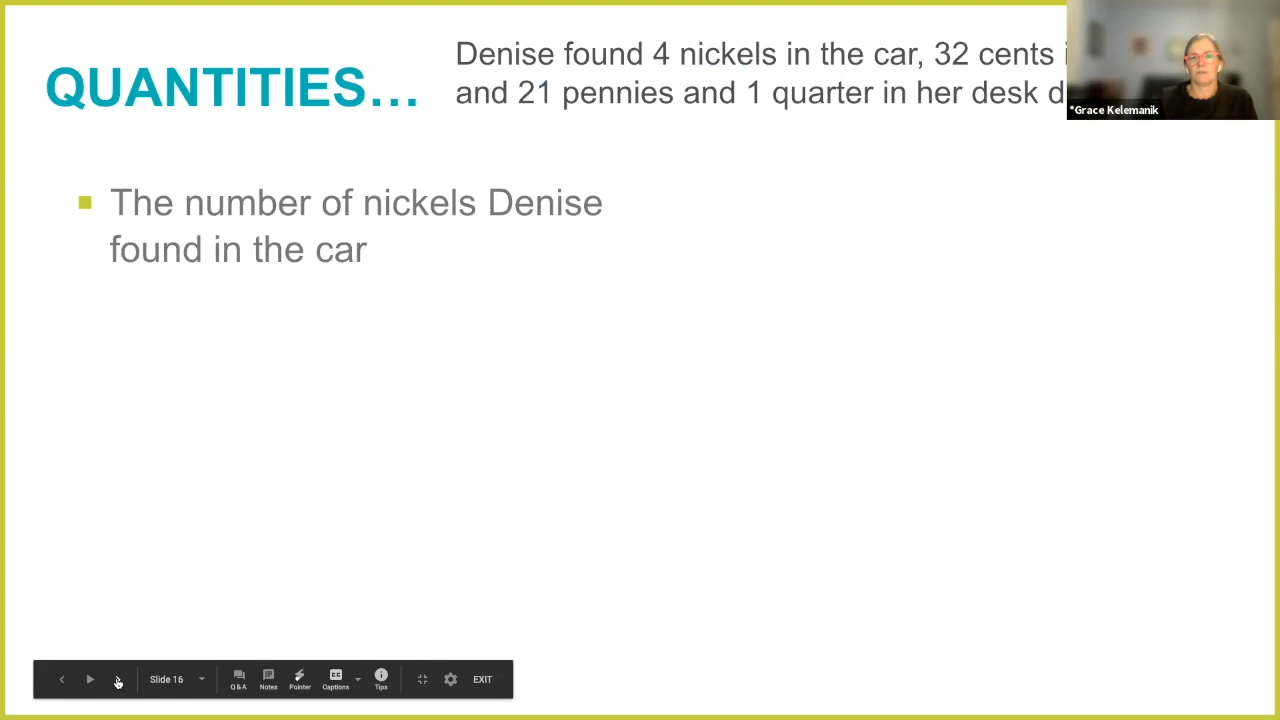 QUANTITIES...
Denise found 4 nickels in the car, 32 cents
and 21 pennies and 1 quarter in her desk
*Grace Kelemanik
■ The number of nickels Denise
found in the car
Slide 16
Q&A
Notes
Pointer
Captions
Tips
EXIT